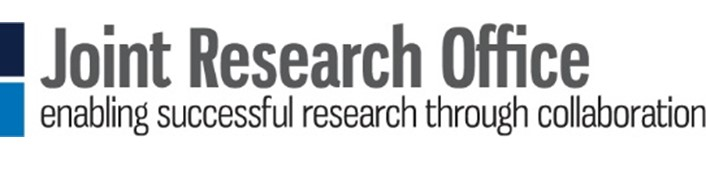 Joint Research Office
enabling successful research through collaboration